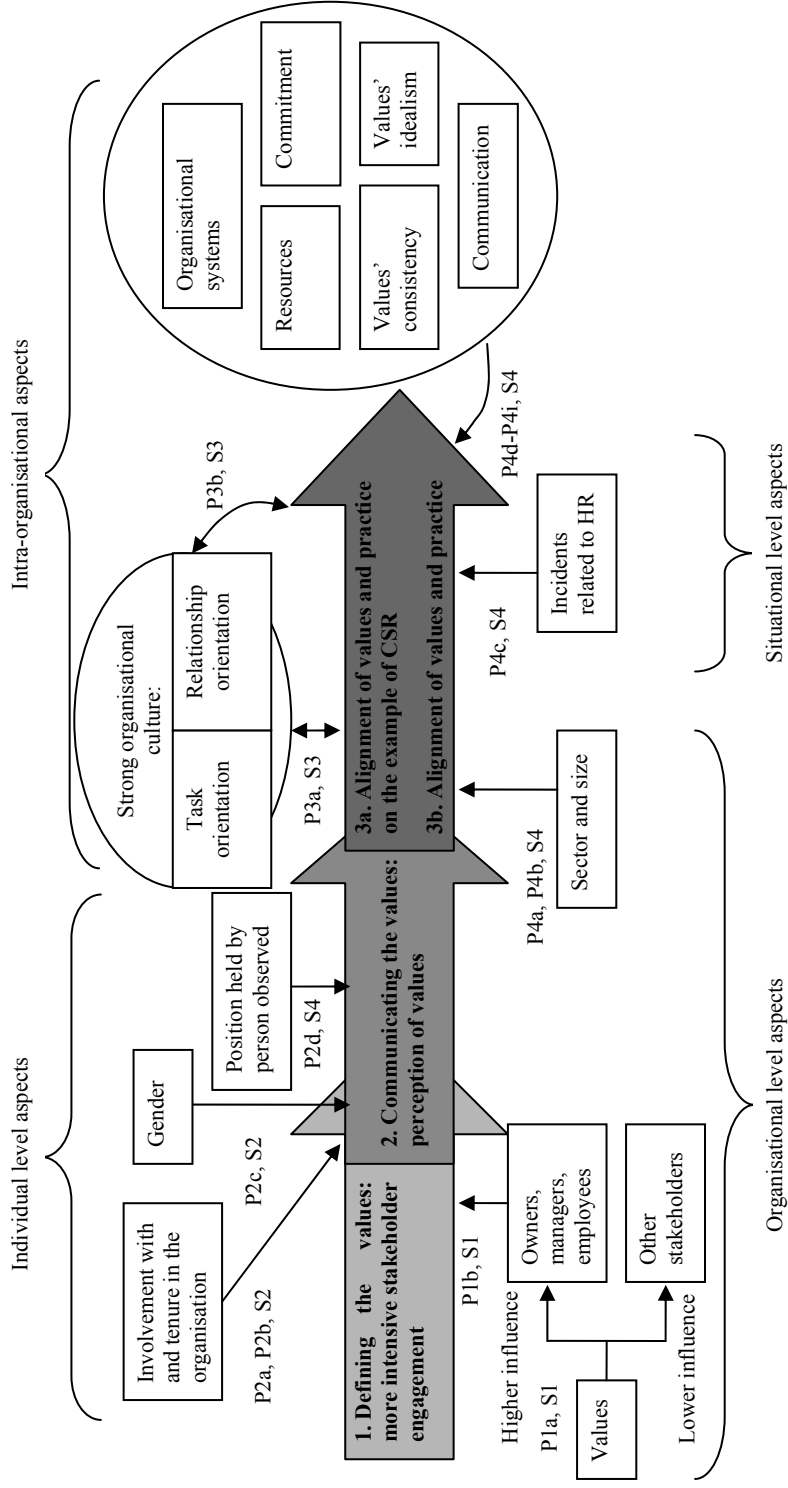 Individual level aspects
Intra-organisational aspects
Involvement with
and tenure in the
organisation
P2a, P2b, S2
Gender
P2c, S2
Position held by
person observed
P2d, S4
Strong organisational
culture:
Task
orientation
Relationship
orientation
P3a, S3
P3b, S3
Organisational
systems
Resources
Commitment
Values’
consistency
Values’
idealism
Communication
P4d-P4i, S4
1. Defining the values:
more intensive stakeholder
engagement
2. Communicating the values:
perception of values
3a. Alignment of values and practice
on the example of CSR
3b. Alignment of values and practice
P1b, S1
Higher influence
P1a, S1
Values
Lower influence
Owners,
managers,
employees
Other
stakeholders
P4a, P4b, S4
Sector and size
P4c, S4
Incidents
related to HR
Organisational level aspects
Situational level aspects